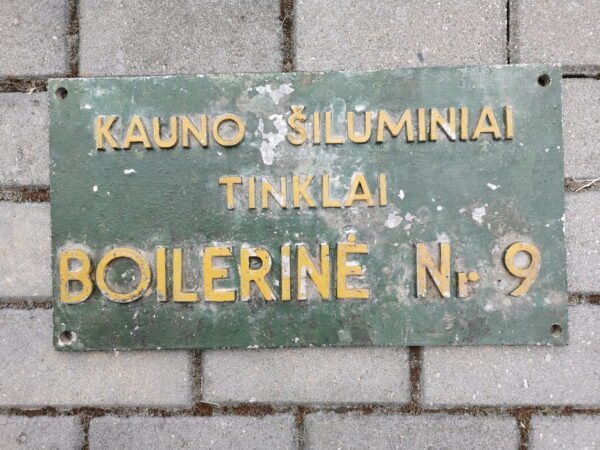 KAUNO ŠILUMINIAI
TINKLAI
BOILERINĖ Nr 9